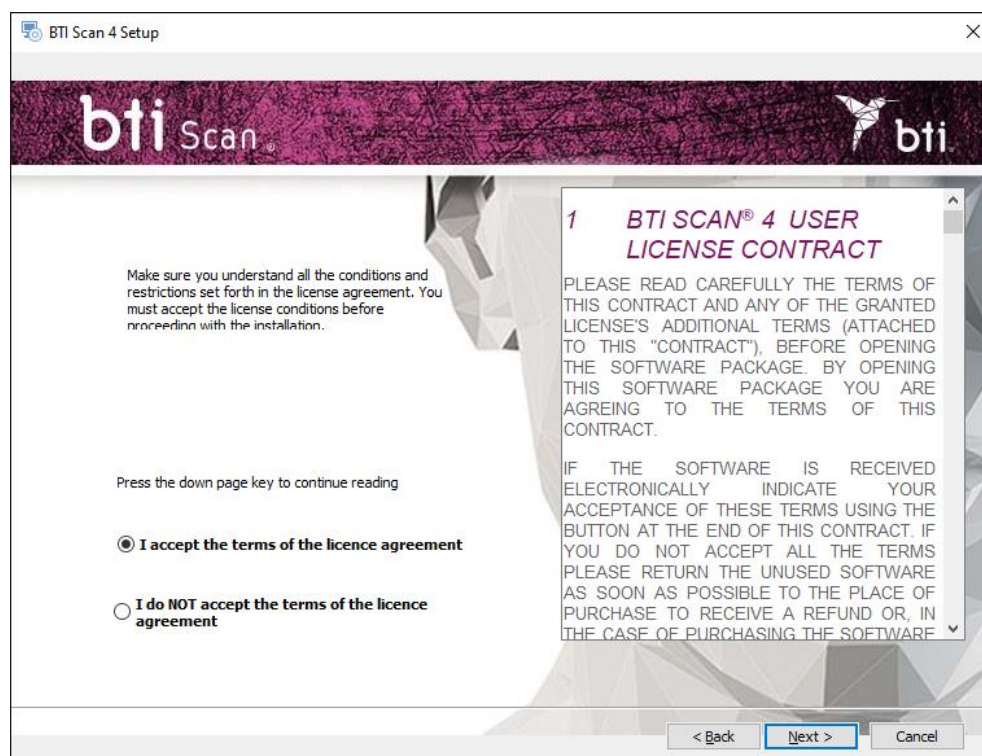 BTI Scan 4 Setup
bti Scan®
bti
Make sure you understand all the conditions and
restrictions set forth in the license agreement. You
must accept the license conditions before
proceeding with the installation.
Press the down page key to continue reading
I accept the terms of the licence agreement
I do NOT accept the terms of the licence
agreement
1 BTI SCAN® 4 USER
LICENSE CONTRACT
PLEASE READ CAREFULLY THE TERMS OF
THIS CONTRACT AND ANY OF THE GRANTED
LICENSE'S ADDITIONAL TERMS (ATTACHED
TO THIS "CONTRACT"), BEFORE OPENING
THE SOFTWARE PACKAGE. BY OPENING
THIS SOFTWARE PACKAGE YOU ARE
AGREING TO THE TERMS OF THIS
CONTRACT.
IF THE SOFTWARE IS RECEIVED
ELECTRONICALLY INDICATE YOUR
ACCEPTANCE OF THESE TERMS USING THE
BUTTON AT THE END OF THIS CONTRACT. IF
YOU DO NOT ACCEPT ALL THE TERMS
PLEASE RETURN THE UNUSED SOFTWARE
AS SOON AS POSSIBLE TO THE PLACE OF
PURCHASE TO RECEIVE A REFUND OR, IN
THE CASE OF PURCHASING THE SOFTWARE
< Back
Next >
Cancel